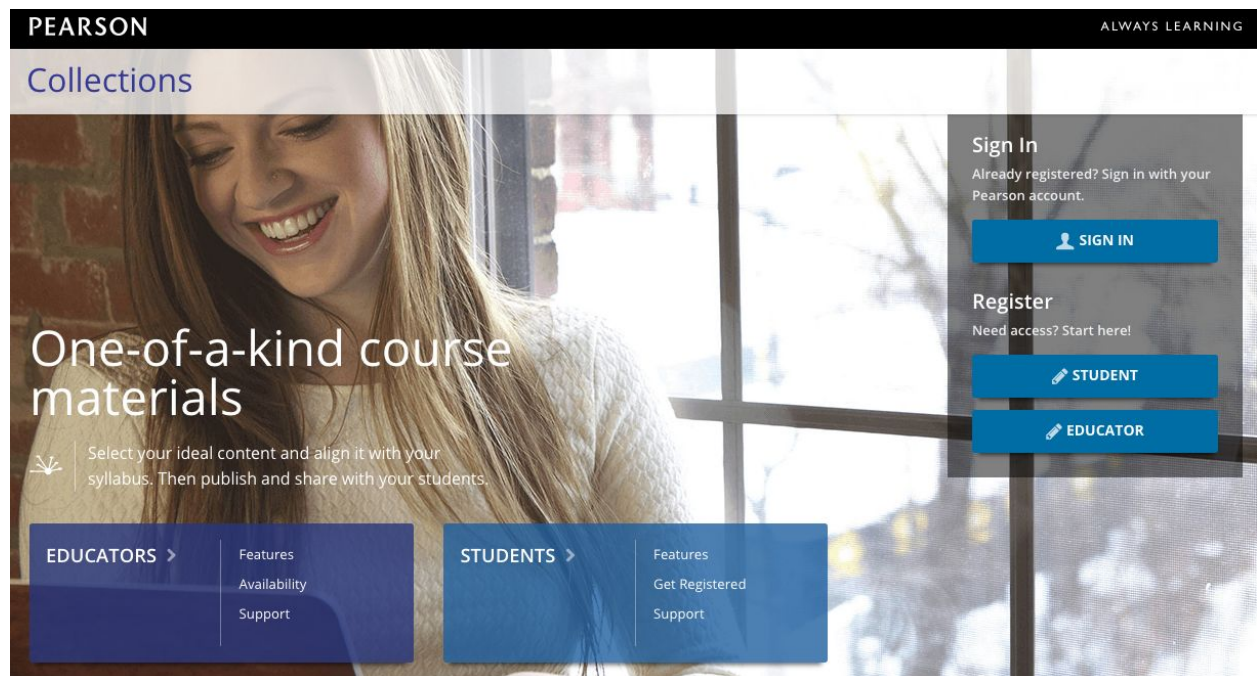 PEARSON
ALWAYS LEARNING
Collections
One-of-a-kind course
materials
Select your ideal content and align it with your
syllabus. Then publish and share with your students.
EDUCATORS
Features
Availability
Support
STUDENTS
Features
Get Registered
Support
Sign In
Already registered? Sign in with your
Pearson account.
SIGN IN
Register
Need access? Start here!
STUDENT
EDUCATOR